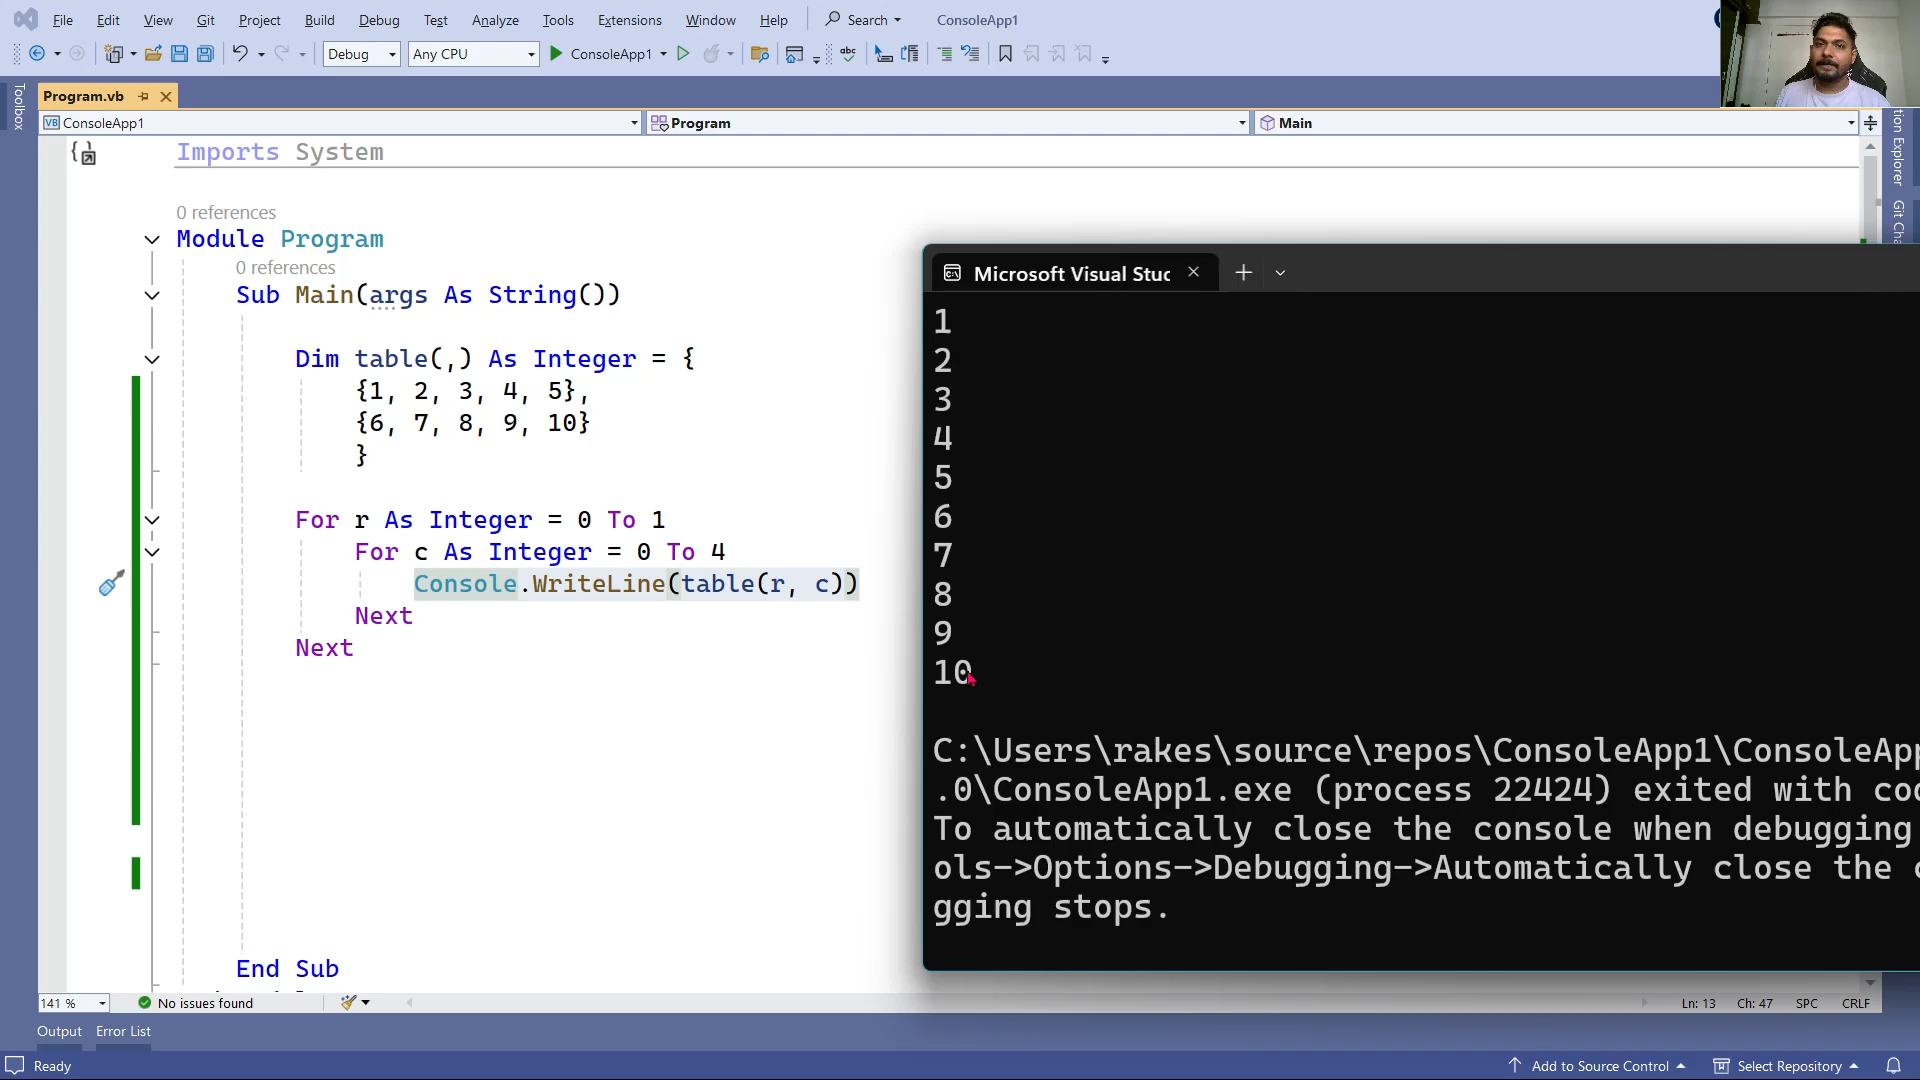 File Edit View Git Project Build Debug Test Analyze Tools Extensions Window Help Search ConsoleApp1
Debug Any CPU ConsoleApp1
Toolbox
Program.vb
VB ConsoleApp1 Program Main
Imports System
0 references
Module Program
0 references
Sub Main(args As String())
Dim table(,) As Integer = {
{1, 2, 3, 4, 5},
{6, 7, 8, 9, 10}
}
For r As Integer = 0 To 1
For c As Integer = 0 To 4
Console.WriteLine(table(r, c))
Next
Next
End Sub
Microsoft Visual Stuc
1
2
3
4
5
6
7
8
9
10
C:\Users\rakes\source\repos\ConsoleApp1\ConsoleApp
.0\ConsoleApp1.exe (process 22424) exited with
To automatically close the console when debugging
ols->Options->Debugging->Automatically close the
gging stops.
tion Explorer
Git Cha
141 % No issues found Ln: 13 Ch: 47 SPC CRLF
Output Error List
Ready Add to Source Control Select Repository